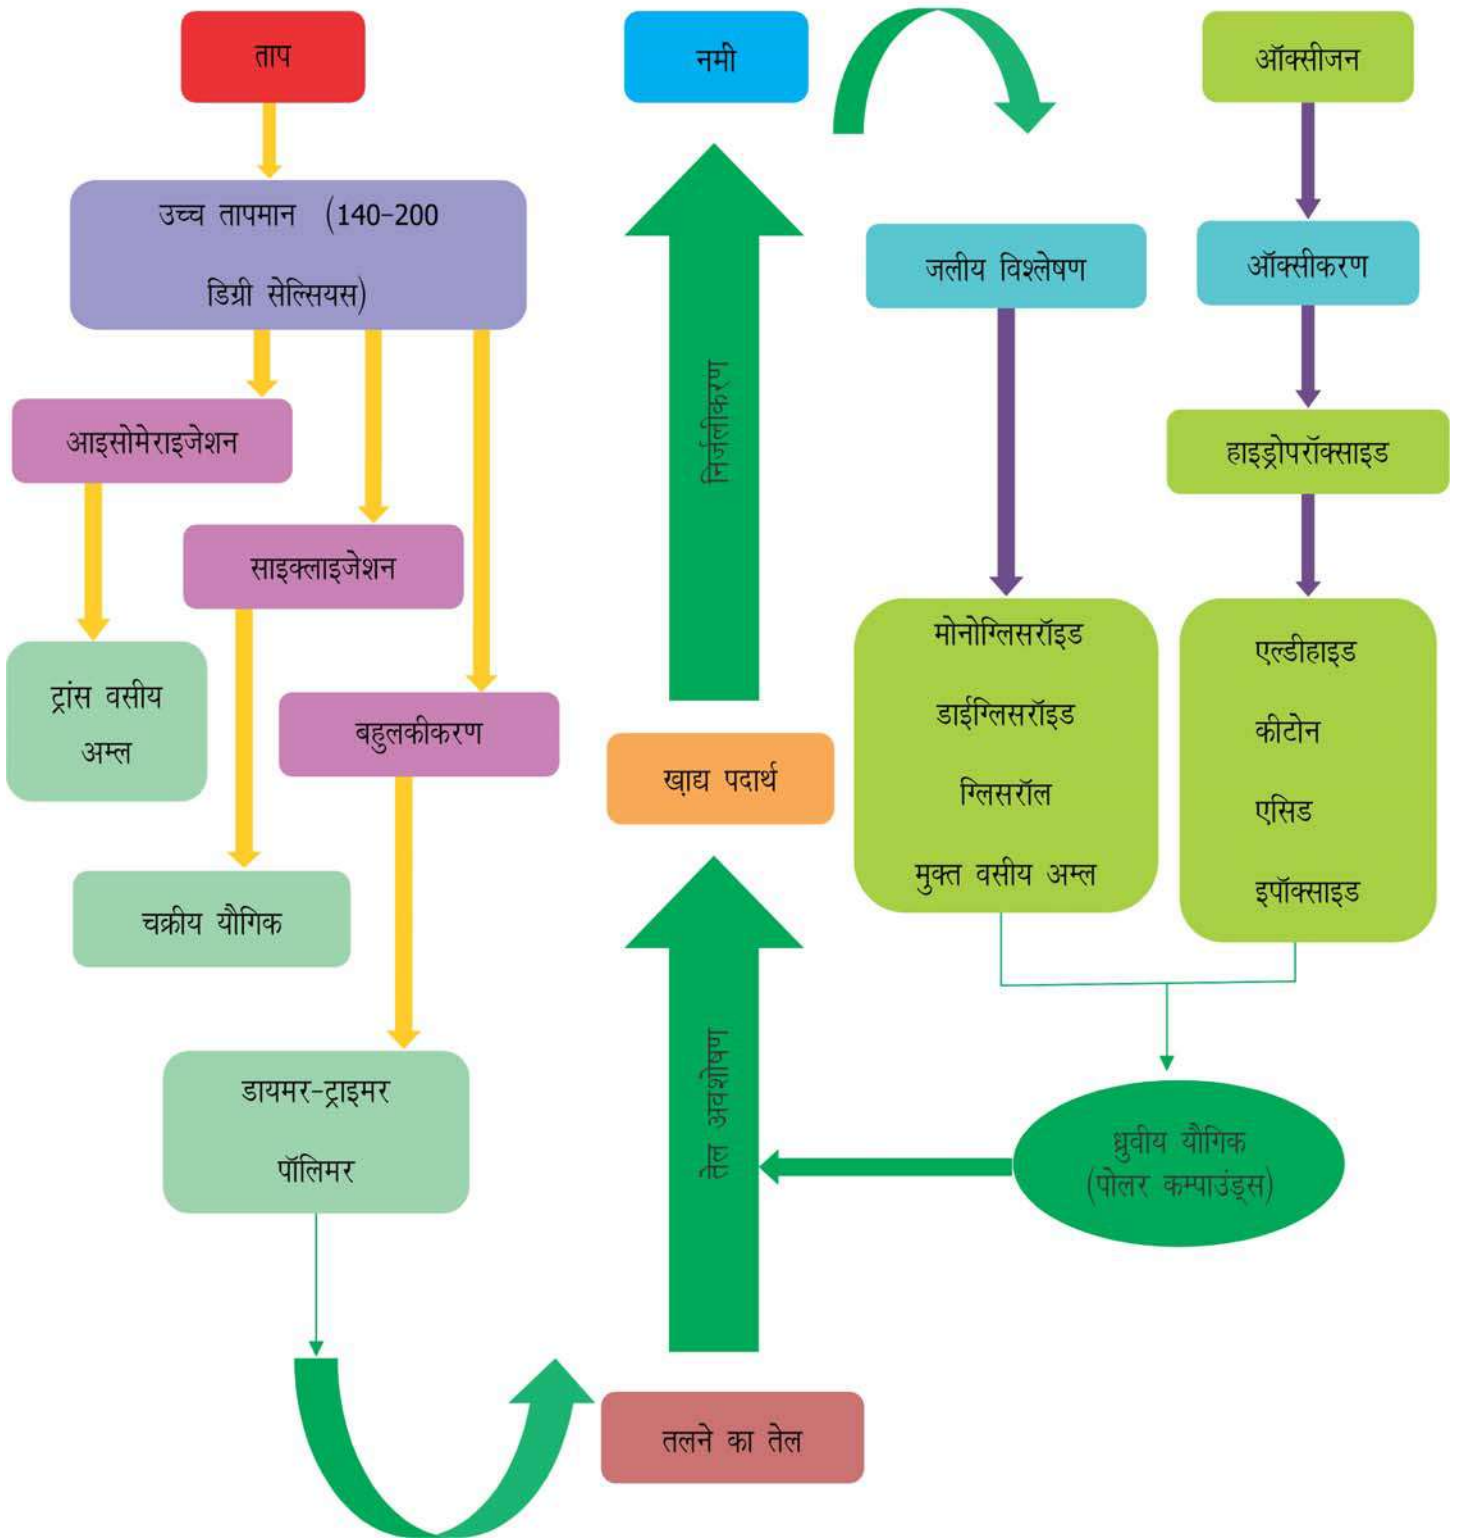 ताप
नमी
ऑक्सीजन
उच्च तापमान (140-200
डिग्री सेल्सियस)
जलीय विश्लेषण
ऑक्सीकरण
आइसोमेराइजेशन
निर्जलीकरण
हाइड्रोपरॉक्साइड
साइक्लाइजेशन
ट्रांस वसीय
अम्ल
बहुलकीकरण
खा़द्य पदार्थ
मोनोग्लिसरॉइड
डाईग्लिसरॉइड
ग्लिसरॉल
मुक्त वसीय अम्ल
एल्डीहाइड
कीटोन
एसिड
इपॉक्साइड
चक्रीय यौगिक
डायमर-ट्राइमर
पॉलिमर
तेल अवशोषण
ध्रुवीय यौगिक
(पोलर कम्पाउंड्स)
तलने का तेल